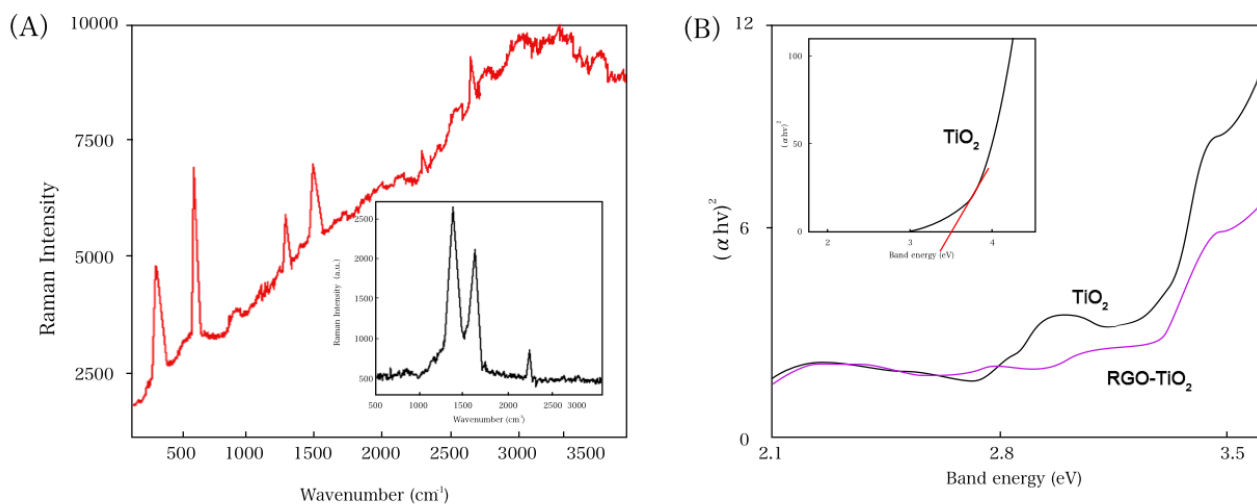 (A)
10000
7500
5000
2500
Raman Intensity
500 1000 1500 2000 2500 3000 3500
Wavenumber (cm-1)
2500
2000
1500
1000
500
Raman Intensity (a.u.)
500 1000 1500 2000 2500 3000
Wavenumber (cm-1)
(B)
12
6
0
(αhv)2
2.1 2.8 3.5
Band energy (eV)
TiO2
RGO-TiO2
100
50
0
(αhv)2
TiO2
2 3 4
Band energy (eV)